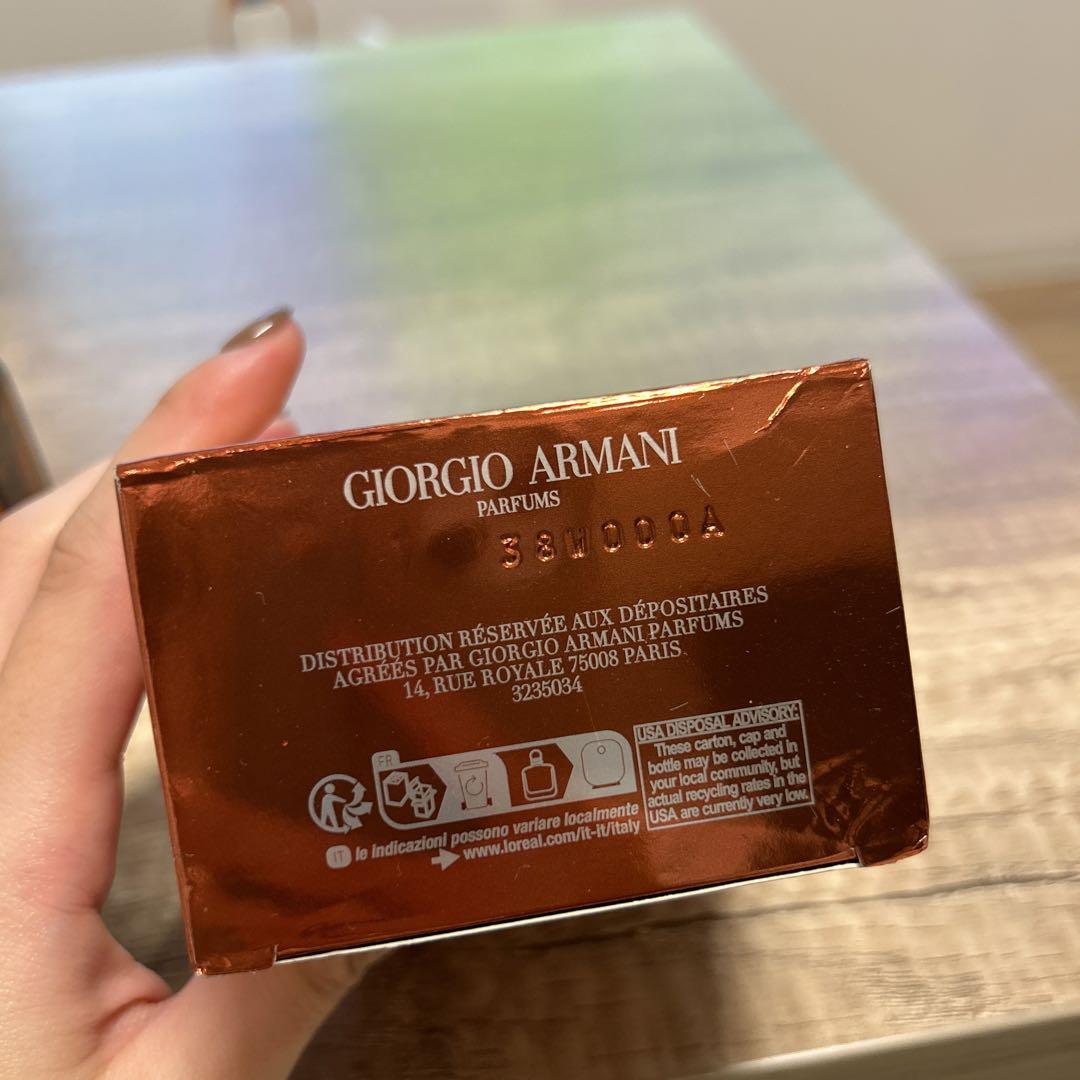 GIORGIO ARMANI
PARFUMS
38W000A
DISTRIBUTION RÉSERVÉE AUX DÉPOSITAIRES
AGRÉÉS PAR GIORGIO ARMANI PARFUMS
14, RUE ROYALE 75008 PARIS.
3235034
FR
IT le indicazioni possono variare localmente
www.loreal.com/it-it/italy
USA DISPOSAL ADVISORY:
These carton, cap and
bottle may be collected in
your local community, but
actual recycling rates in the
USA are currently very low.